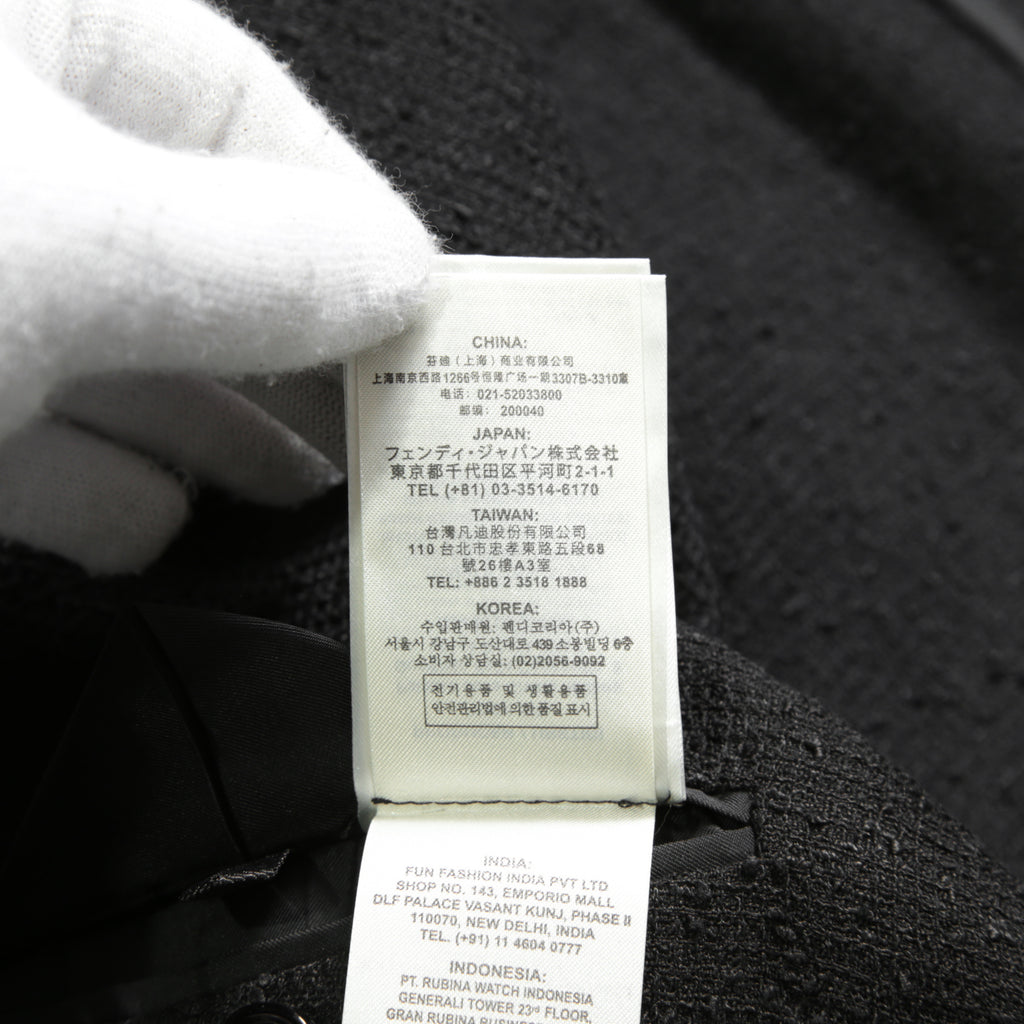 CHINA:
芬迪（上海）商业有限公司
上海南京西路1266号恒隆广场一期3307B-3310室
电话: 021-52033800
邮编: 200040
JAPAN:
フェンディ・ジャパン株式会社
東京都千代田区平河町2-1-1
TEL (+81) 03-3514-6170
TAIWAN:
台灣凡迪股份有限公司
110 台北市忠孝東路五段68
號26樓A3室
TEL: +886 2 3518 1888
KOREA:
수입판매원: 펜디코리아(주)
서울시 강남구 도산대로 439 소봉빌딩 6층
소비자 상담실: (02)2056-9092
전기용품 및 생활용품
안전관리법에 의한 품질 표시
INDIA:
FUN FASHION INDIA PVT LTD
SHOP NO. 143, EMPORIO MALL
DLF PALACE VASANT KUNJ, PHASE II
110070, NEW DELHI, INDIA
TEL. (+91) 11 4604 0777
INDONESIA:
PT. RUBINA WATCH INDONESIA
GENERALI TOWER 23rd FLOOR,
GRAN RUBINA